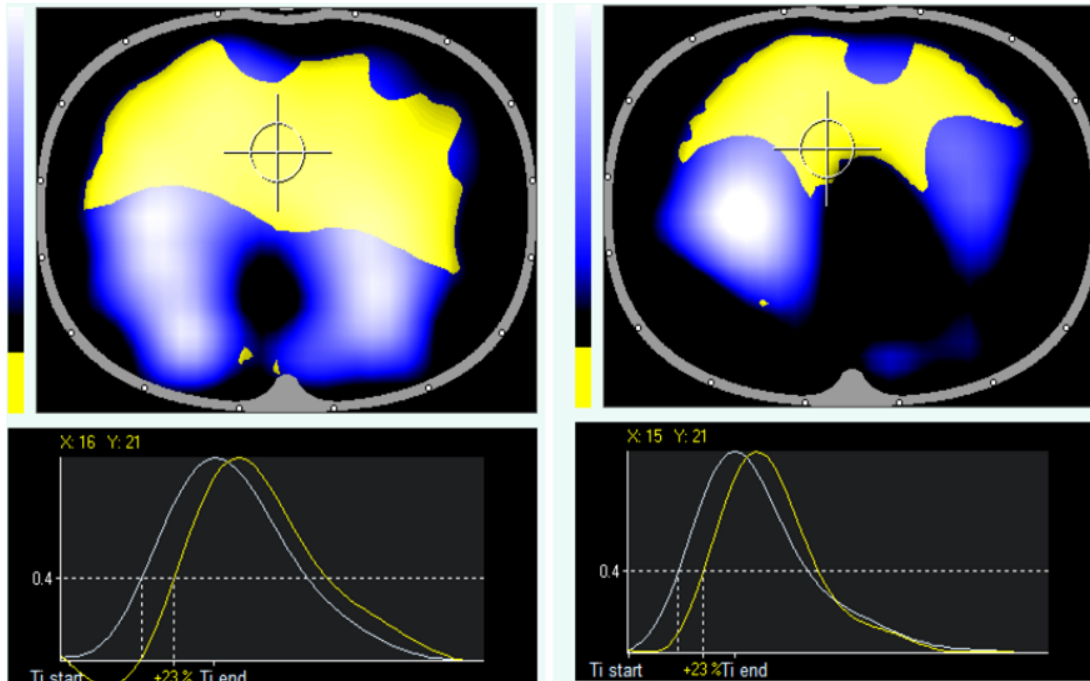 X: 16 Y: 21
0.4
Ti start +23 % Ti end
X: 15 Y: 21
0.4
Ti start +23 % Ti end